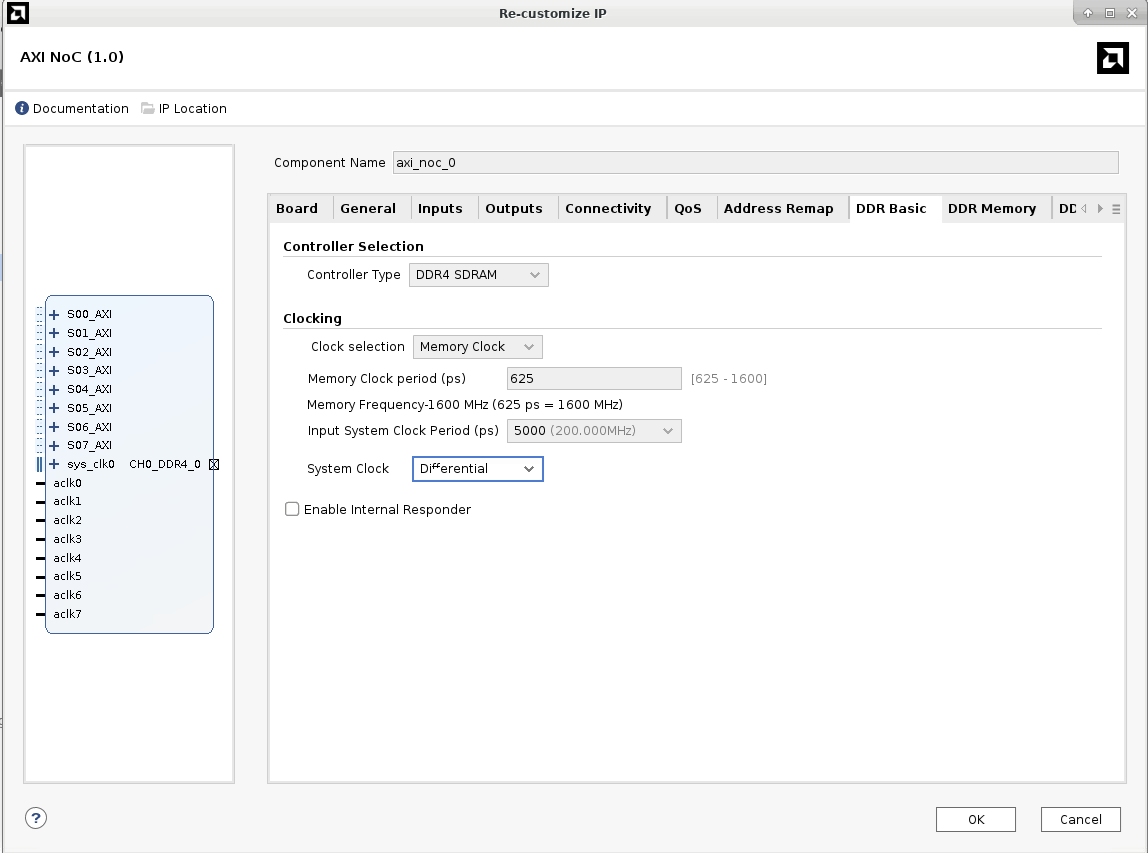 Re-customize IP
AXI NoC (1.0)
Documentation IP Location
Component Name axi_noc_0
Board General Inputs Outputs Connectivity QoS Address Remap DDR Basic DDR Memory DD
Controller Selection
Controller Type DDR4 SDRAM
Clocking
Clock selection Memory Clock
Memory Clock period (ps) 625 [625 - 1600]
Memory Frequency-1600 MHz (625 ps = 1600 MHz)
Input System Clock Period (ps) 5000 (200.000MHz)
System Clock Differential
Enable Internal Responder
S00_AXI
S01_AXI
S02_AXI
S03_AXI
S04_AXI
S05_AXI
S06_AXI
S07_AXI
sys_clk0 CH0_DDR4_0
aclk0
aclk1
aclk2
aclk3
aclk4
aclk5
aclk6
aclk7
? OK Cancel